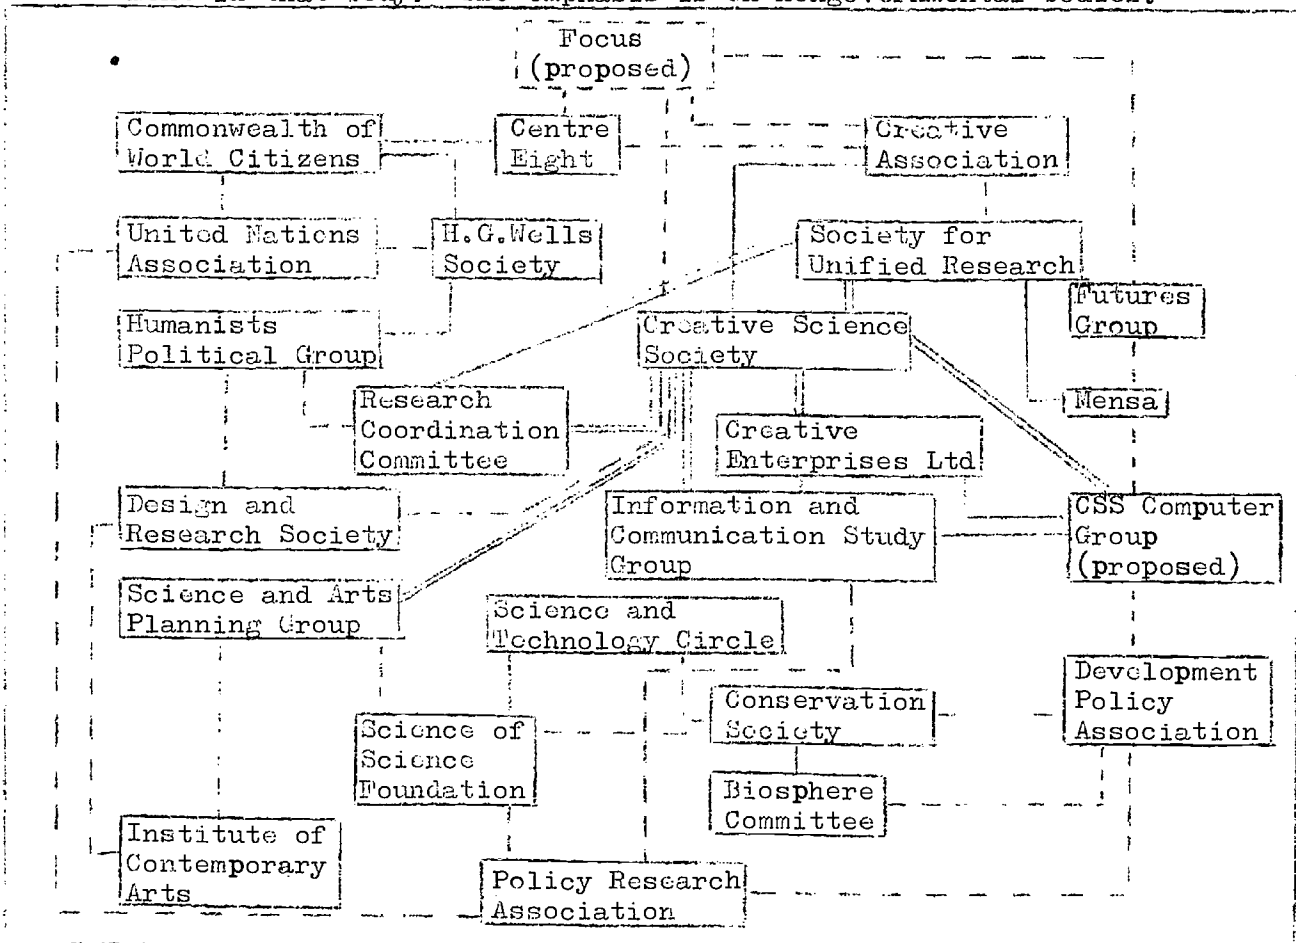 Focus
(proposed)
Commonwealth of
World Citizens
Centre
Eight
Creative
Association
United Nations
Association
H.G.Wells
Society
Society for
Unified Research
Futures
Group
Humanists
Political Group
Creative Science
Society
Mensa
Research
Coordination
Committee
Creative
Enterprises Ltd
Design and
Research Society
Information and
Communication Study
Group
CSS Computer
Group
(proposed)
Science and Arts
Planning Group
Science and
Technology Circle
Development
Policy
Association
Science of
Science
Foundation
Conservation
Society
Biosphere
Committee
Institute of
Contemporary
Arts
Policy Research
Association